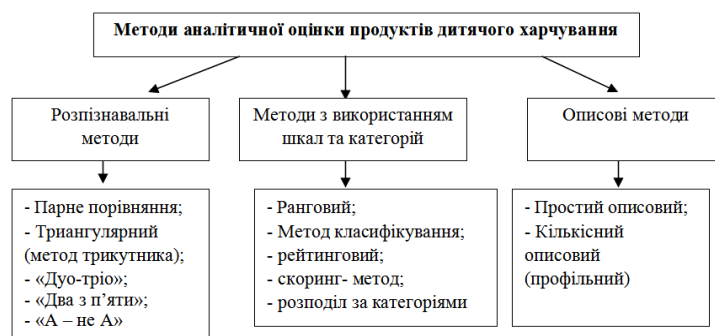 Методи аналітичної оцінки продуктів дитячого харчування
Розпізнавальні
методи
Методи з використанням
шкал та категорій
Описові методи
- Парне порівняння;
- Триангулярний
(метод трикутника);
- «Дуо-тріо»;
- «Два з п’яти»;
- «А – не А»
- Ранговий;
- Метод класифікування;
- рейтинговий;
- скоринг- метод;
- розподіл за категоріями
- Простий описовий;
- Кількісний
описовий
(профільний)